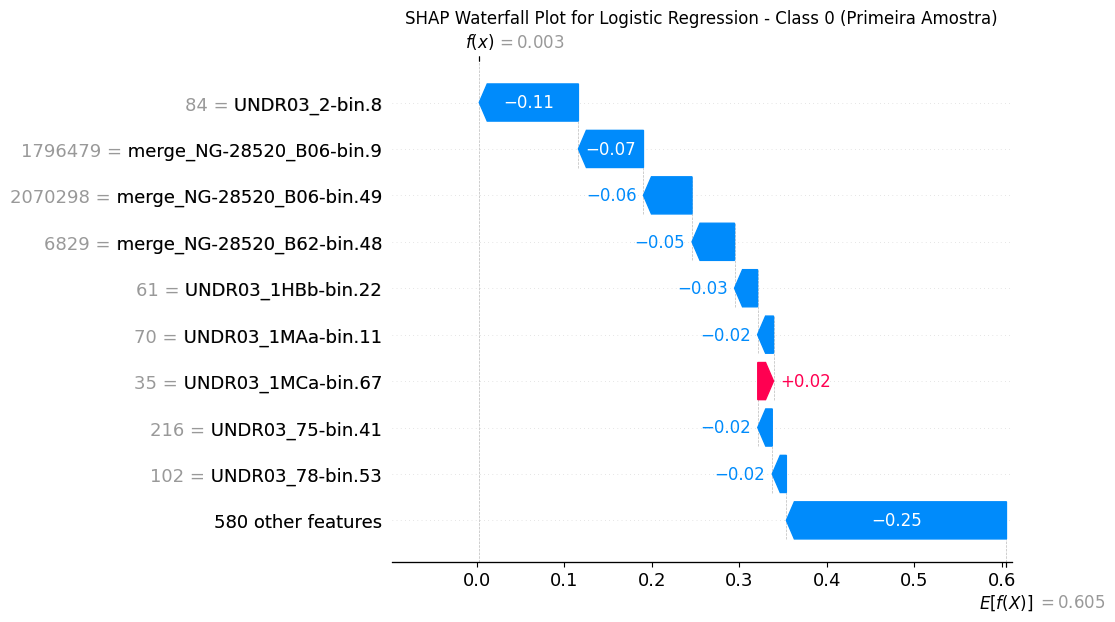 SHAP Waterfall Plot for Logistic Regression - Class 0 (Primeira Amostra)
f(x) = 0.003
84 = UNDR03_2-bin.8
−0.11
1796479 = merge_NG-28520_B06-bin.9
−0.07
2070298 = merge_NG-28520_B06-bin.49
−0.06
6829 = merge_NG-28520_B62-bin.48
−0.05
61 = UNDR03_1HBb-bin.22
−0.03
70 = UNDR03_1MAa-bin.11
−0.02
35 = UNDR03_1MCa-bin.67
+0.02
216 = UNDR03_75-bin.41
−0.02
102 = UNDR03_78-bin.53
−0.02
580 other features
−0.25
0.0 0.1 0.2 0.3 0.4 0.5 0.6
E[f(X)] = 0.605